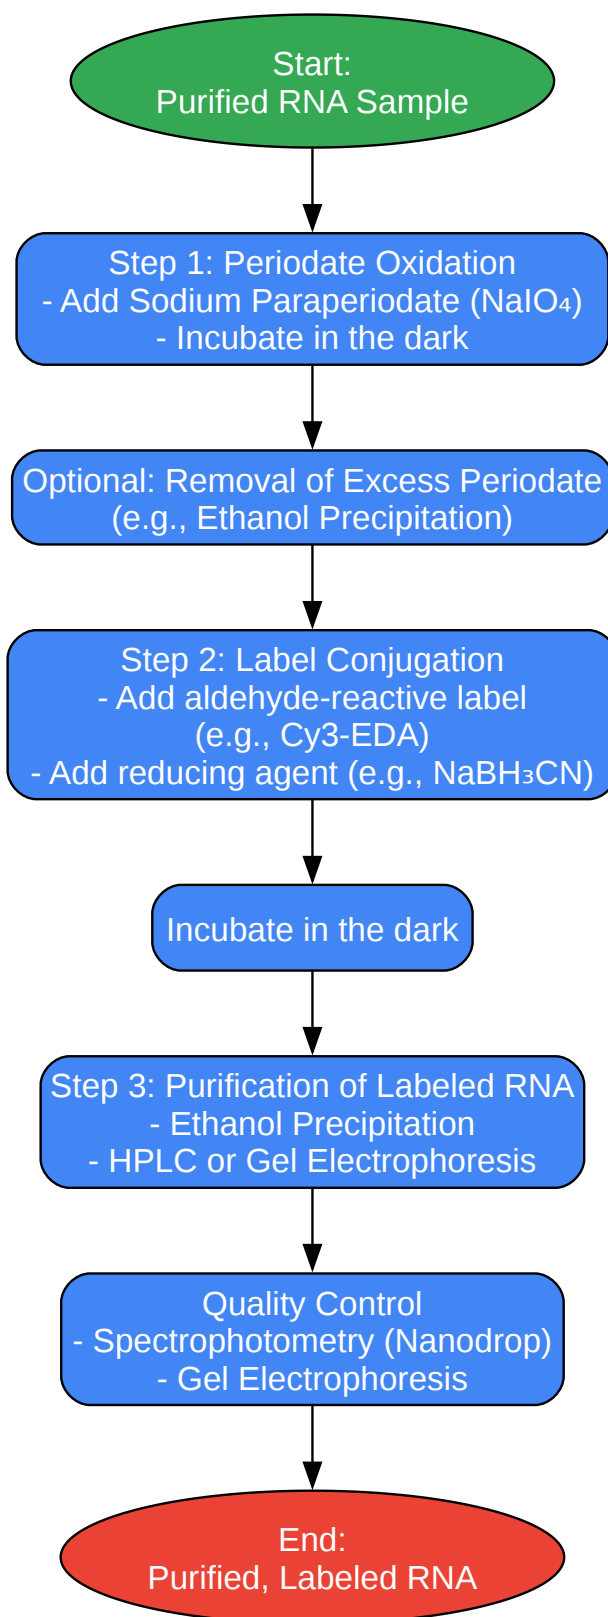 Start:
Purified RNA Sample
Step 1: Periodate Oxidation
- Add Sodium Paraperiodate (NaIO₄)
- Incubate in the dark
Optional: Removal of Excess Periodate
(e.g., Ethanol Precipitation)
Step 2: Label Conjugation
- Add aldehyde-reactive label
(e.g., Cy3-EDA)
- Add reducing agent (e.g., NaBH₃CN)
Incubate in the dark
Step 3: Purification of Labeled RNA
- Ethanol Precipitation
- HPLC or Gel Electrophoresis
Quality Control
- Spectrophotometry (Nanodrop)
- Gel Electrophoresis
End:
Purified, Labeled RNA